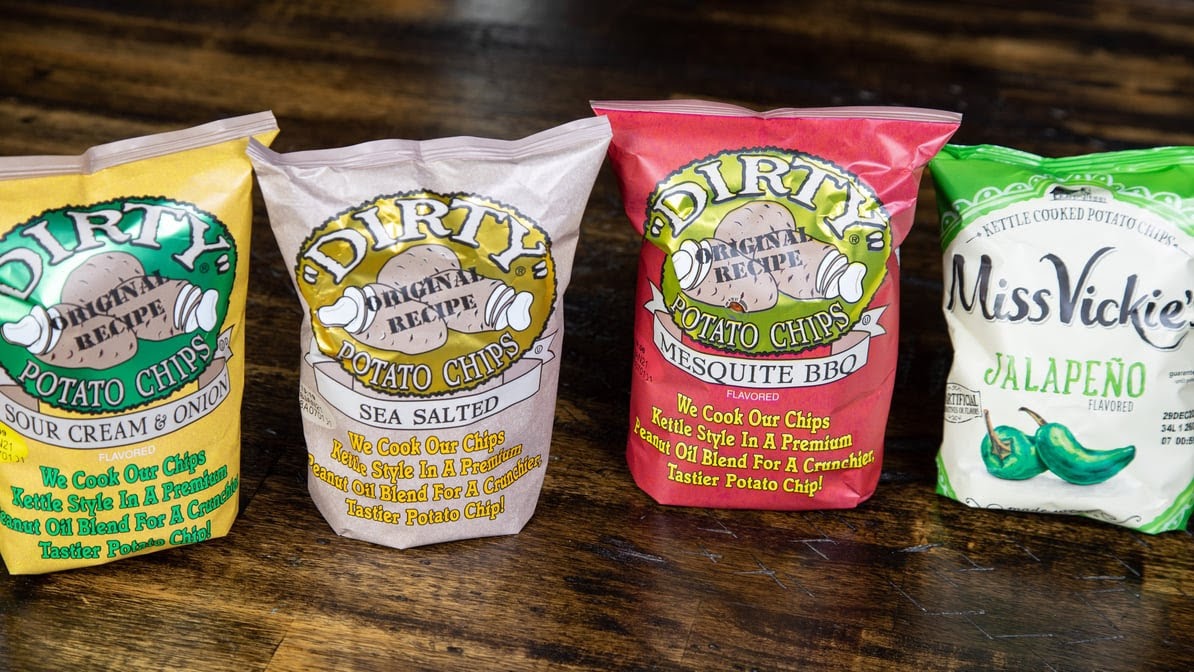 "DIRTY"
ORIGINAL
RECIPE
POTATO CHIPS
SOUR CREAM & ONION
FLAVORED
We Cook Our Chips
Kettle Style In A Premium
Peanut Oil Blend For A Crunchier,
Tastier Potato Chip!
"DIRTY"
ORIGINAL
RECIPE
POTATO CHIPS
SEA SALTED
We Cook Our Chips
Kettle Style In A Premium
Peanut Oil Blend For A Crunchier,
Tastier Potato Chip!
"DIRTY"
ORIGINAL
RECIPE
POTATO CHIPS
MESQUITE BBQ
FLAVORED
We Cook Our Chips
Kettle Style In A Premium
Peanut Oil Blend For A Crunchier,
Tastier Potato Chip!
KETTLE COOKED POTATO CHIPS
Miss Vickie's
JALAPEÑO
FLAVORED
29DEC20